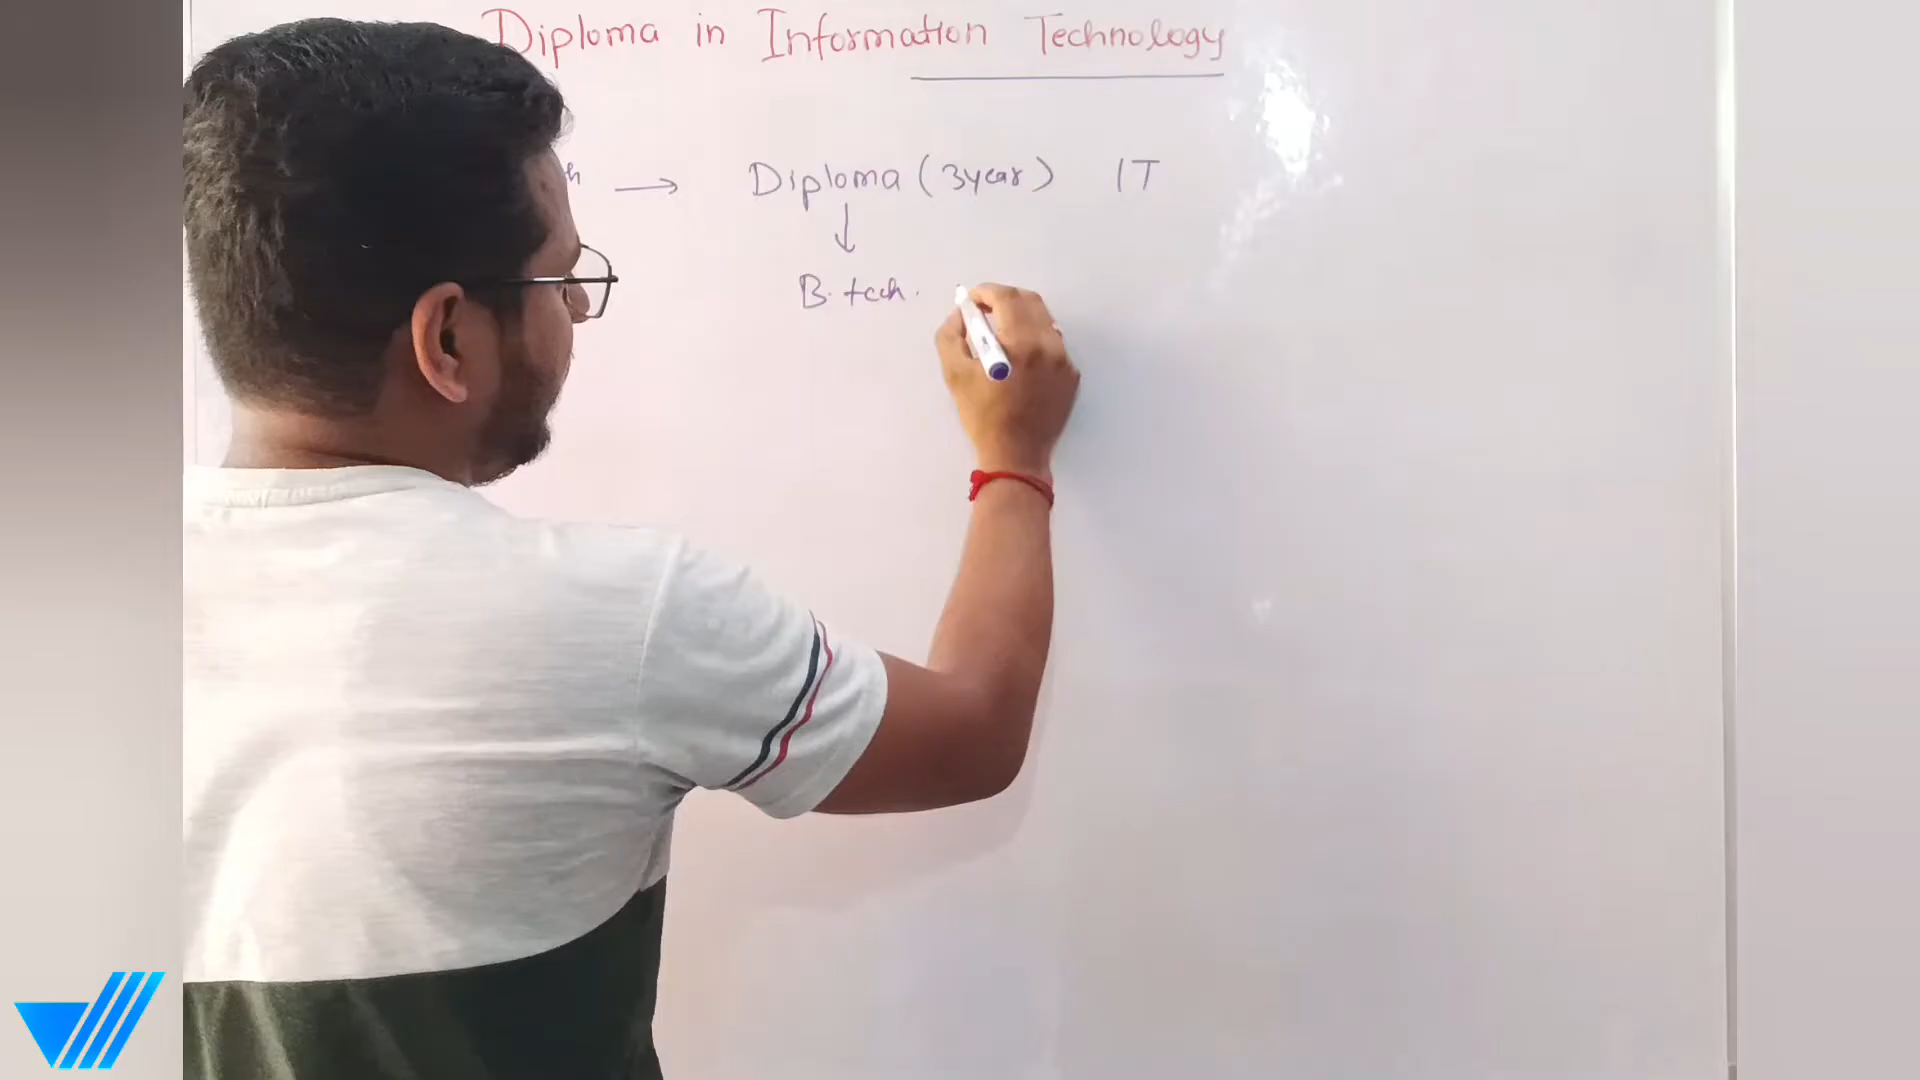 Diploma in Information Technology
→ Diploma (3year) IT
↓
B.tech.